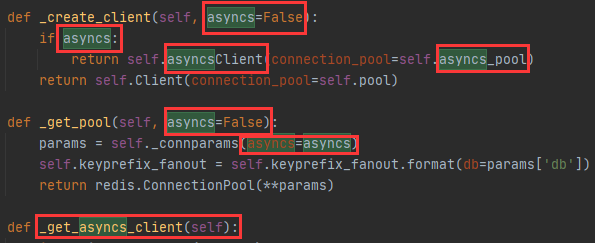 def _create_client(self, asyncs=False):
if asyncs:
return self.asyncsClient(connection_pool=self.asyncs_pool)
return self.Client(connection_pool=self.pool)
def _get_pool(self, asyncs=False):
params = self._connparams(asyncs=asyncs)
self.keyprefix_fanout = self.keyprefix_fanout.format(db=params['db'])
return redis.ConnectionPool(**params)
def _get_asyncs_client(self):